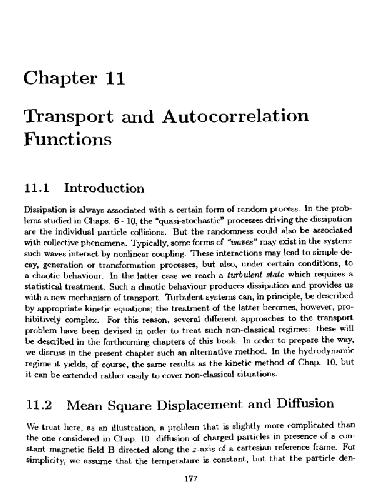 Chapter 11
Transport and Autocorrelation
Functions
11.1 Introduction
Dissipation is always associated with a certain form of random process. In the prob-
lems studied in Chaps. 6 - 10, the "quasi-stochastic" processes driving the dissipation
are the individual particle collisions. But the randomness could also be associated
with collective phenomena. Typically, some forms of "waves" may exist in the system:
such waves interact by nonlinear coupling. These interactions may lead to simple de-
cay, generation or transformation processes, but also, under certain conditions, to
a chaotic behaviour. In the latter case we reach a turbulent state which requires a
statistical treatment. Such a chaotic behaviour produces dissipation and provides us
with a new mechanism of transport. Turbulent systems can, in principle, be described
by appropriate kinetic equations; the treatment of the latter becomes, however, pro-
hibitively complex. For this reason, several different approaches to the transport
problem have been devised in order to treat such non-classical regimes: these will
be described in the forthcoming chapters of this book. In order to prepare the way,
we discuss in the present chapter such an alternative method. In the hydrodynamic
regime it yields, of course, the same results as the kinetic method of Chap. 10, but
it can be extended rather easily to cover non-classical situations.
11.2 Mean Square Displacement and Diffusion
We treat here, as an illustration, a problem that is slightly more complicated than
the one considered in Chap. 10: diffusion of charged particles in presence of a con-
stant magnetic field B directed along the z-axis of a cartesian reference frame. For
simplicity, we assume that the temperature is constant, but that the particle den-
177